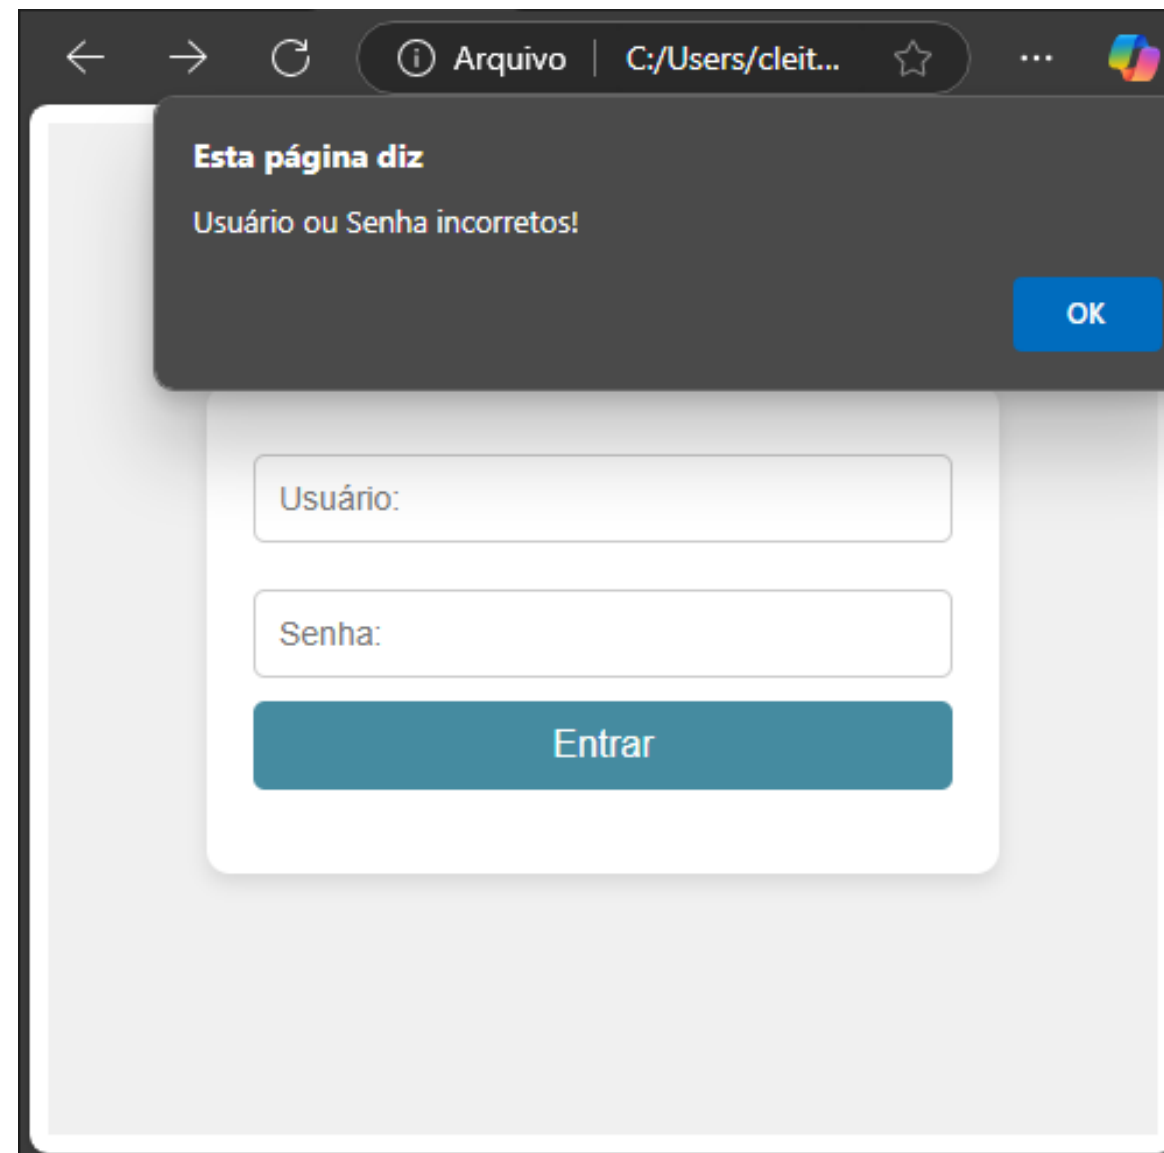 Arquivo | C:/Users/cleit... ...
Esta página diz
Usuário ou Senha incorretos!
OK
Usuário:
Senha:
Entrar